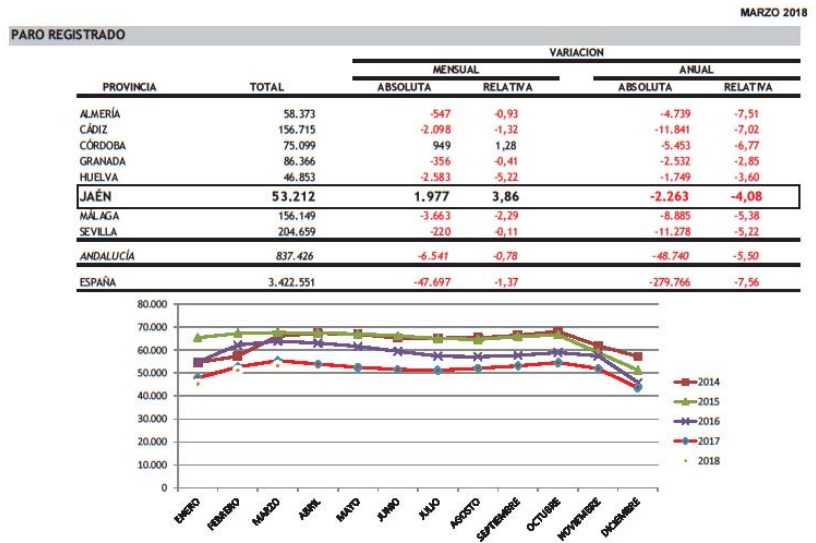 MARZO 2018
PARO REGISTRADO
VARIACION
MENSUAL ANUAL
PROVINCIA TOTAL ABSOLUTA RELATIVA ABSOLUTA RELATIVA
ALMERÍA 58.373 -547 -0,93 -4.739 -7,51
CÁDIZ 156.715 -2.098 -1,32 -11.841 -7,02
CÓRDOBA 75.099 949 1,28 -5.453 -6,77
GRANADA 86.366 -356 -0,41 -2.532 -2,85
HUELVA 46.853 -2.583 -5,22 -1.749 -3,60
JAÉN 53.212 1.977 3,86 -2.263 -4,08
MÁLAGA 156.149 -3.663 -2,29 -8.885 -5,38
SEVILLA 204.659 -220 -0,11 -11.278 -5,22
ANDALUCÍA 837.426 -6.541 -0,78 -48.740 -5,50
ESPAÑA 3.422.551 -47.697 -1,37 -279.766 -7,56
80.000
70.000
60.000
50.000
40.000
30.000
20.000
10.000
0
ENERO FEBRERO MARZO ABRIL MAYO JUNIO JULIO AGOSTO SEPTIEMBRE OCTUBRE NOVIEMBRE DICIEMBRE
2014
2015
2016
2017
2018